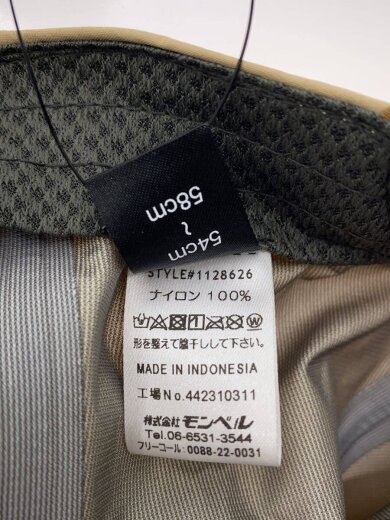 54cm
~
58cm
STYLE#1128626
ナイロン 100%
形を整えて陰干しして下さい。
MADE IN INDONESIA
工場No.442310311
株式会社 モンベル
Tel.06-6531-3544
フリーコール:0088-22-0031